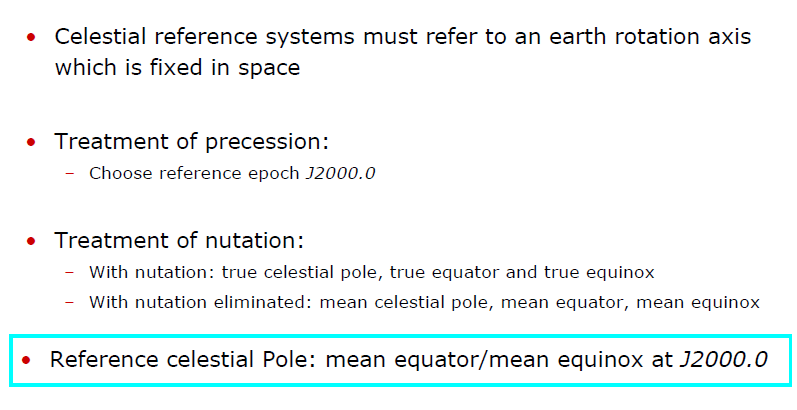 • Celestial reference systems must refer to an earth rotation axis
which is fixed in space
• Treatment of precession:
– Choose reference epoch J2000.0
• Treatment of nutation:
– With nutation: true celestial pole, true equator and true equinox
– With nutation eliminated: mean celestial pole, mean equator, mean equinox
• Reference celestial Pole: mean equator/mean equinox at J2000.0